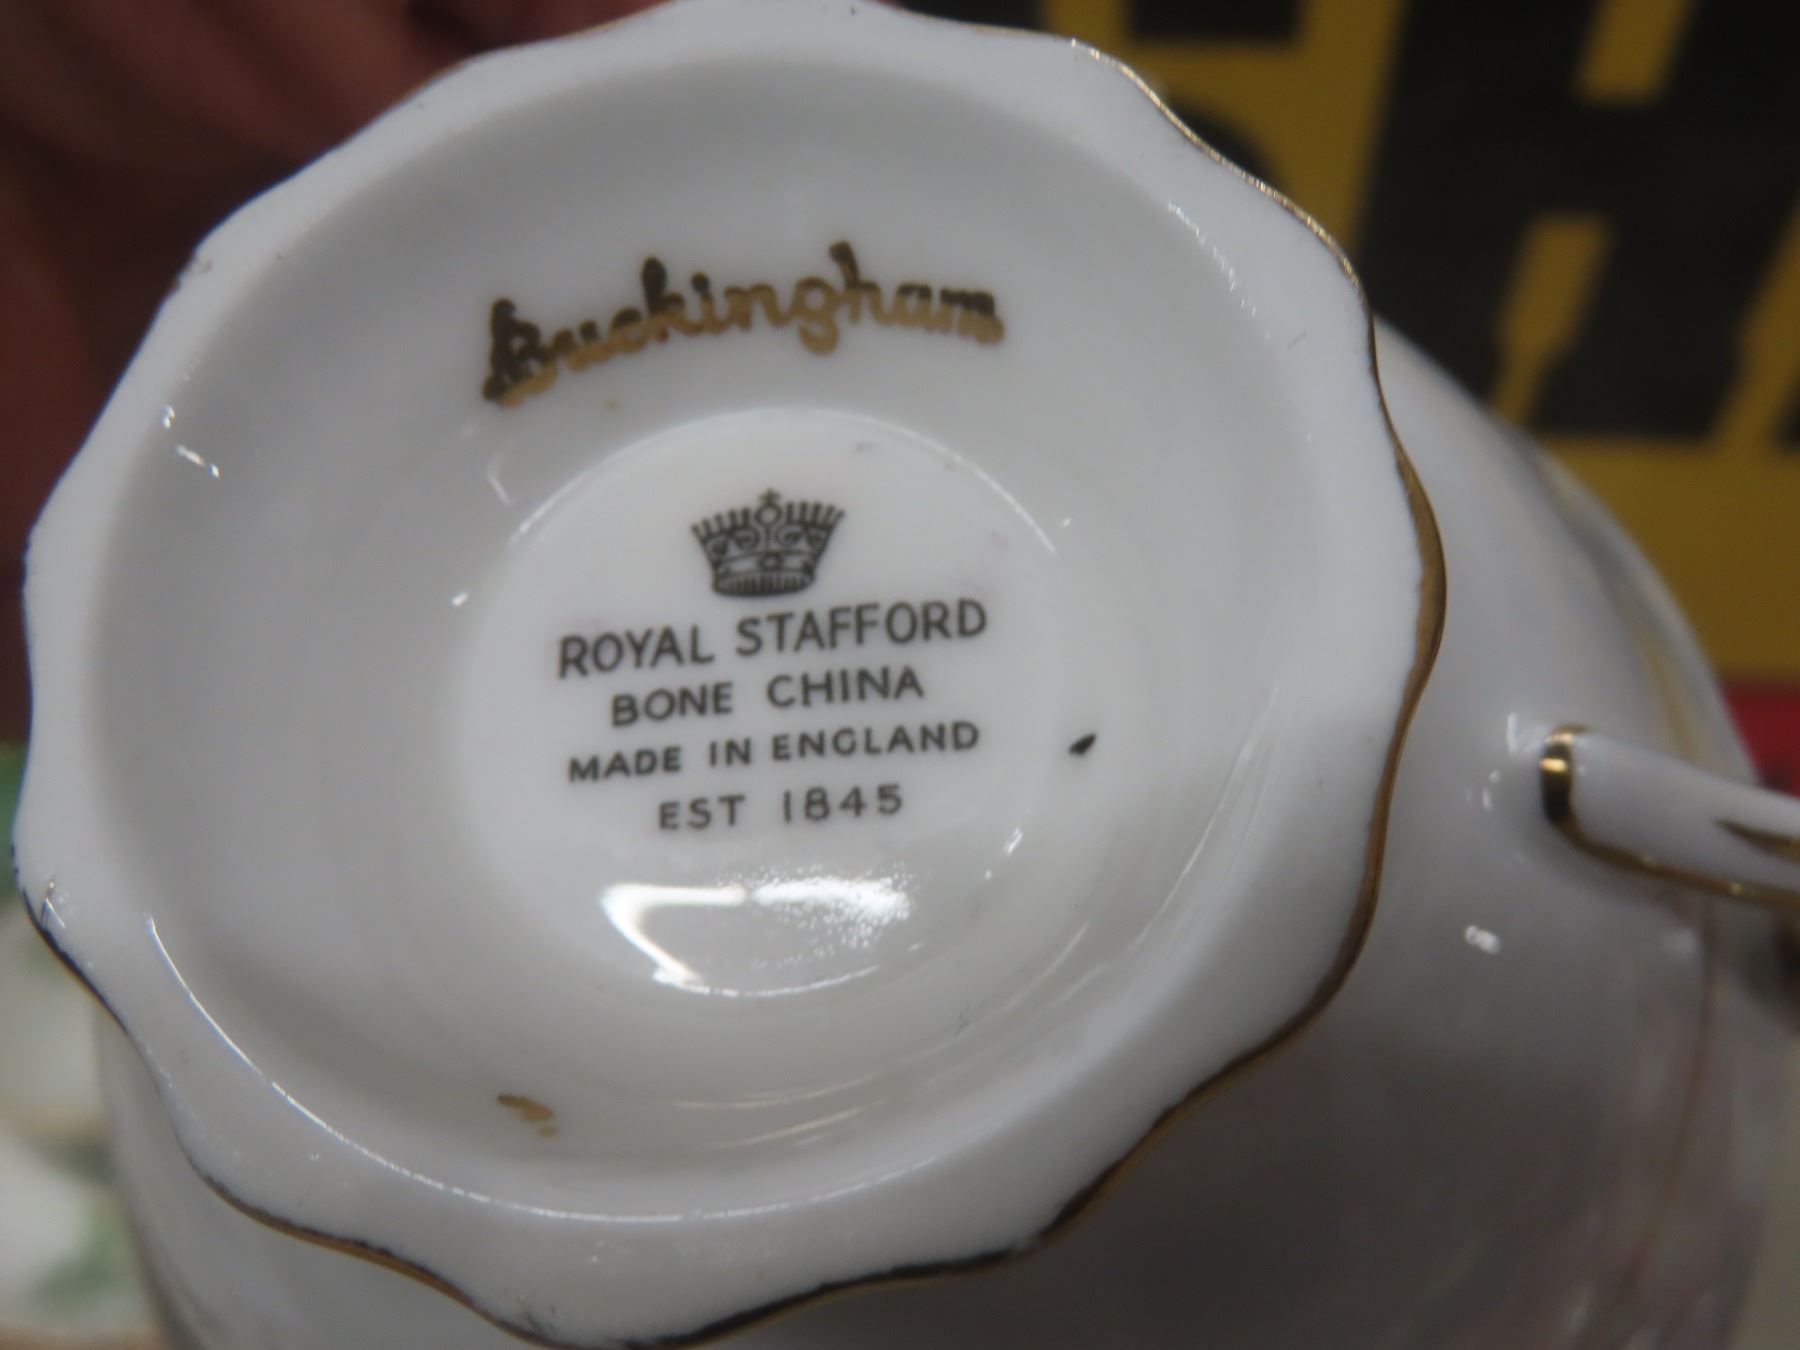 Buckingham
ROYAL STAFFORD
BONE CHINA
MADE IN ENGLAND
EST 1845